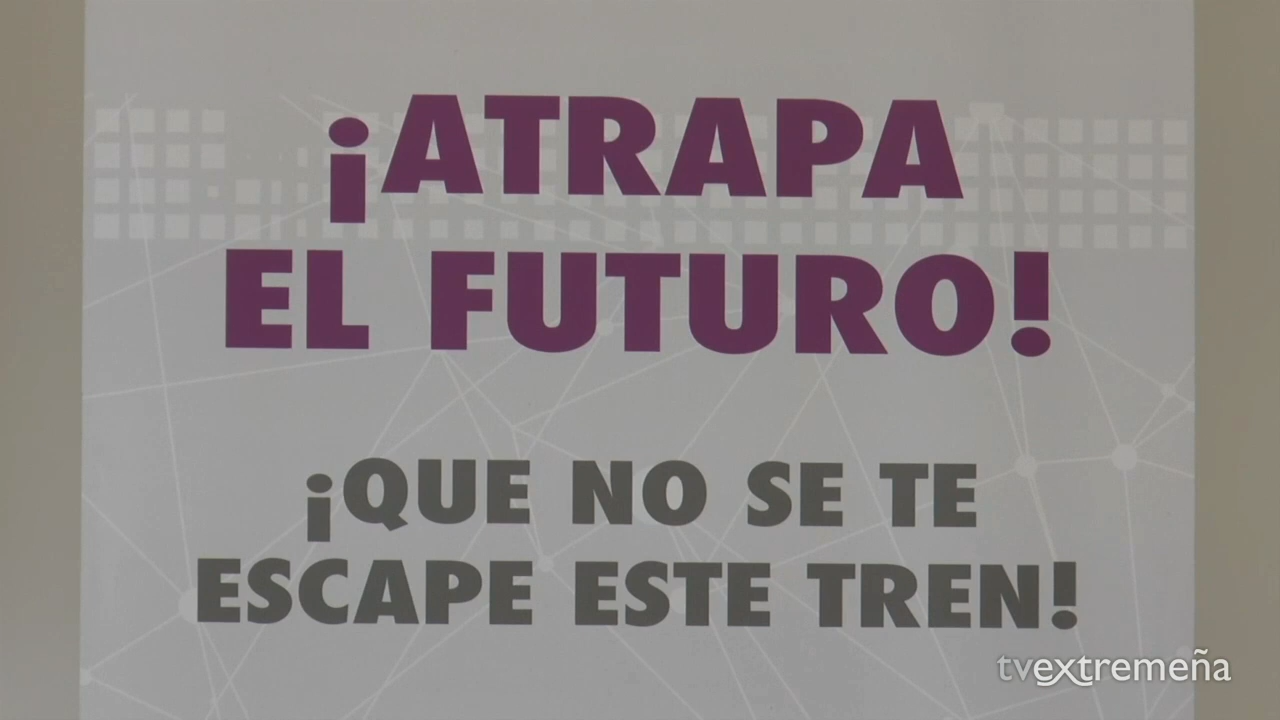 ¡ATRAPA
EL FUTURO!
¡QUE NO SE TE
ESCAPE ESTE TREN!
tvextremeña